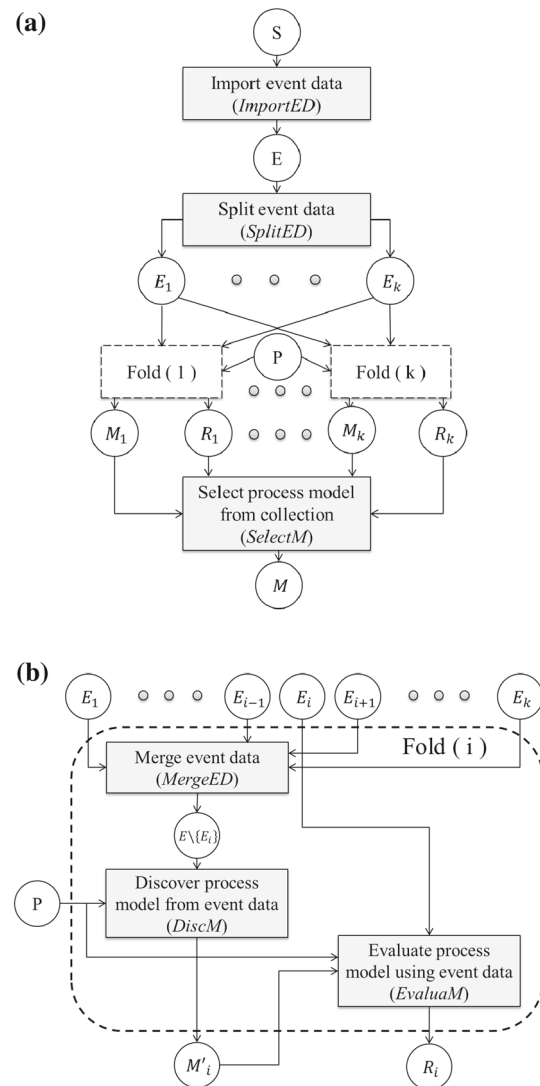 (a)
S
Import event data
(ImportED)
E
Split event data
(SplitED)
E₁
Eₖ
P
Fold ( 1 )
Fold ( k )
M₁
R₁
Mₖ
Rₖ
Select process model
from collection
(SelectM)
M
(b)
E₁
Eᵢ₋₁
Eᵢ
Eᵢ₊₁
Eₖ
Fold ( i )
Merge event data
(MergeED)
E\{Eᵢ}
Discover process
model from event data
(DiscM)
P
Evaluate process
model using event data
(EvaluaM)
M'ᵢ
Rᵢ